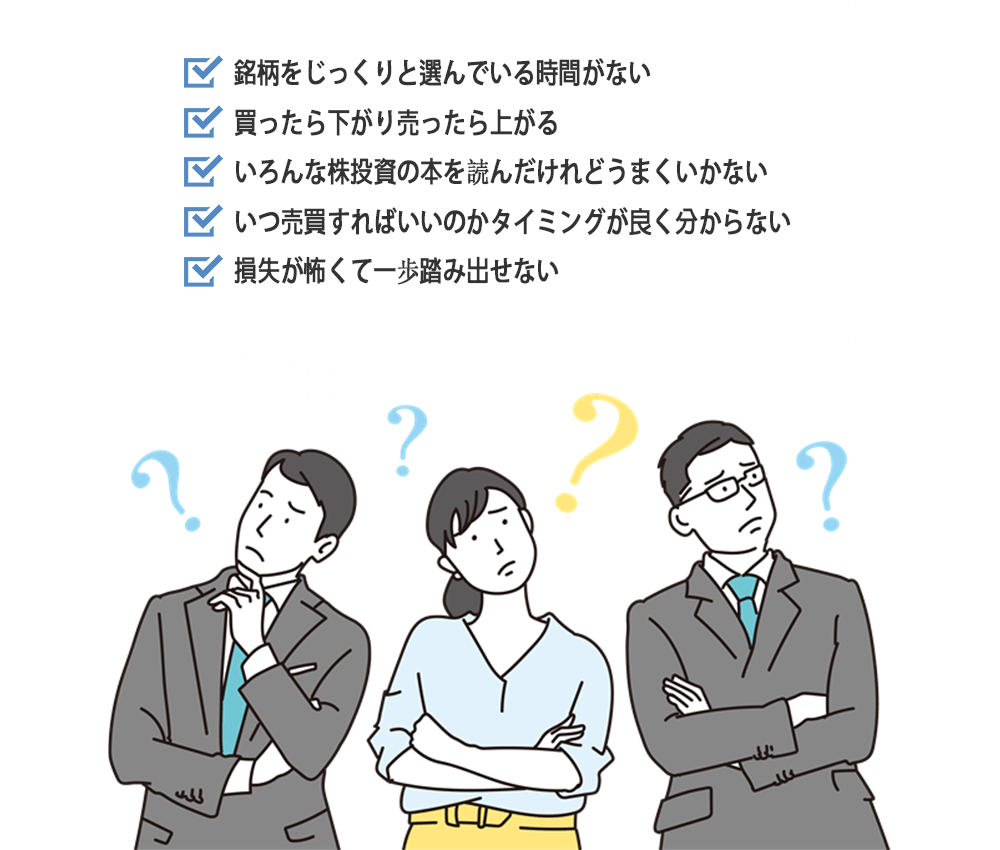 銘柄をじっくりと選んでいる時間がない
買ったら下がり売ったら上がる
いろんな株投資の本を読んだけれどうまくいかない
いつ売買すればいいのかタイミングが良く分からない
損失が怖くて一歩踏み出せない
?
?
?
?